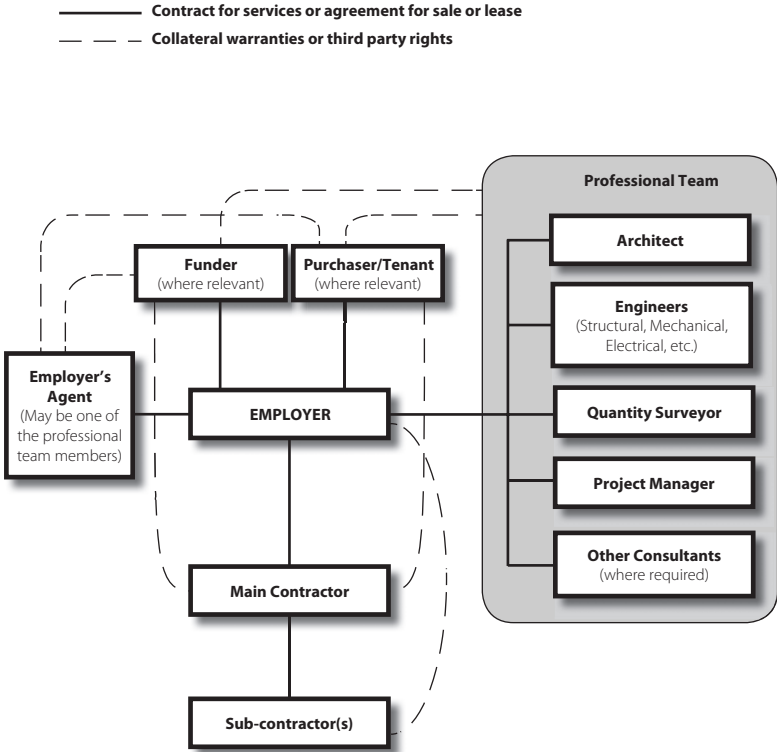 Contract for services or agreement for sale or lease
Collateral warranties or third party rights
Professional Team
Architect
Engineers
(Structural, Mechanical,
Electrical, etc.)
Quantity Surveyor
Project Manager
Other Consultants
(where required)
Funder
(where relevant)
Purchaser/Tenant
(where relevant)
Employer's
Agent
(May be one of
the professional
team members)
EMPLOYER
Main Contractor
Sub-contractor(s)